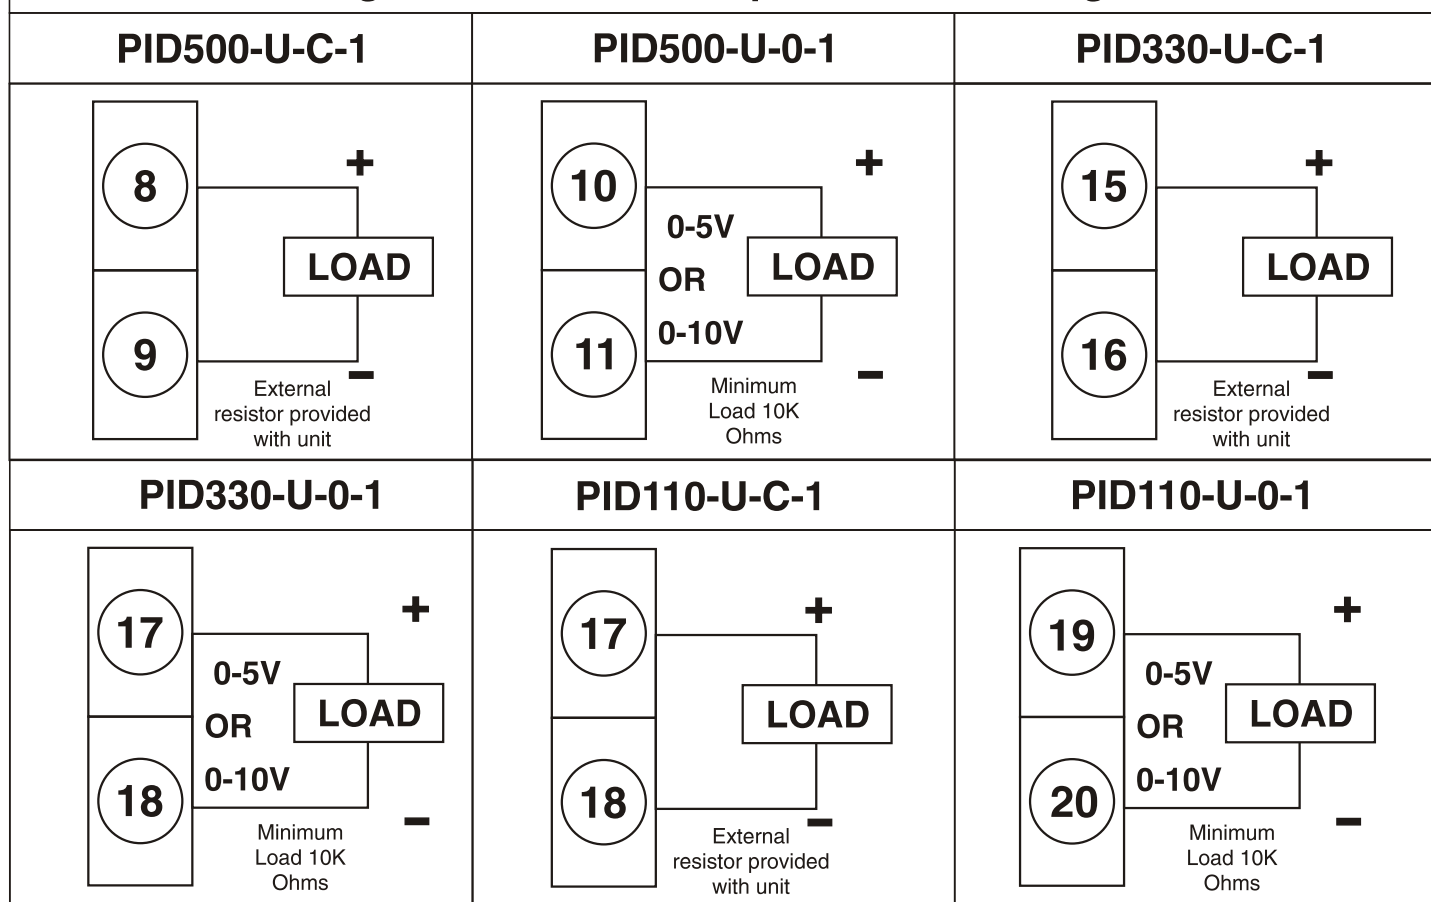 PID500-U-C-1
8
+
LOAD
9
−
External
resistor provided
with unit
PID500-U-0-1
10
+
0-5V
OR
LOAD
0-10V
11
−
Minimum
Load 10K
Ohms
PID330-U-C-1
15
+
LOAD
16
−
External
resistor provided
with unit
PID330-U-0-1
17
+
0-5V
OR
LOAD
0-10V
18
−
Minimum
Load 10K
Ohms
PID110-U-C-1
17
+
LOAD
18
−
External
resistor provided
with unit
PID110-U-0-1
19
+
0-5V
OR
LOAD
0-10V
20
−
Minimum
Load 10K
Ohms